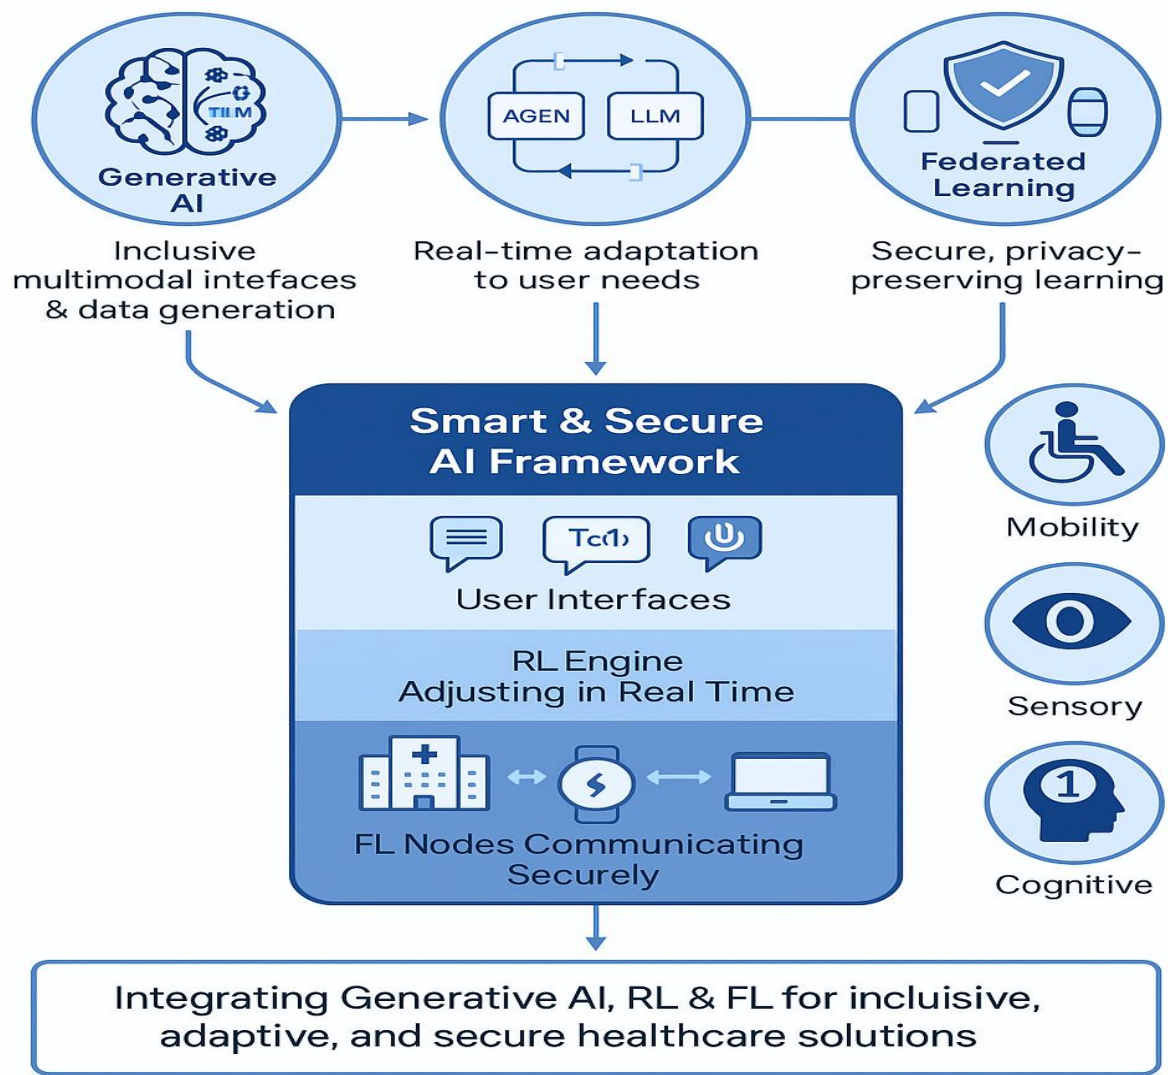 TIILM
Generative
AI
AGEN
LLM
Federated
Learning
Inclusive
multimodal intefaces
& data generation
Real-time adaptation
to user needs
Secure, privacy-
preserving learning
Smart & Secure
AI Framework
User Interfaces
RL Engine
Adjusting in Real Time
FL Nodes Communicating
Securely
Mobility
Sensory
1
Cognitive
Integrating Generative AI, RL & FL for incluisive,
adaptive, and secure healthcare solutions